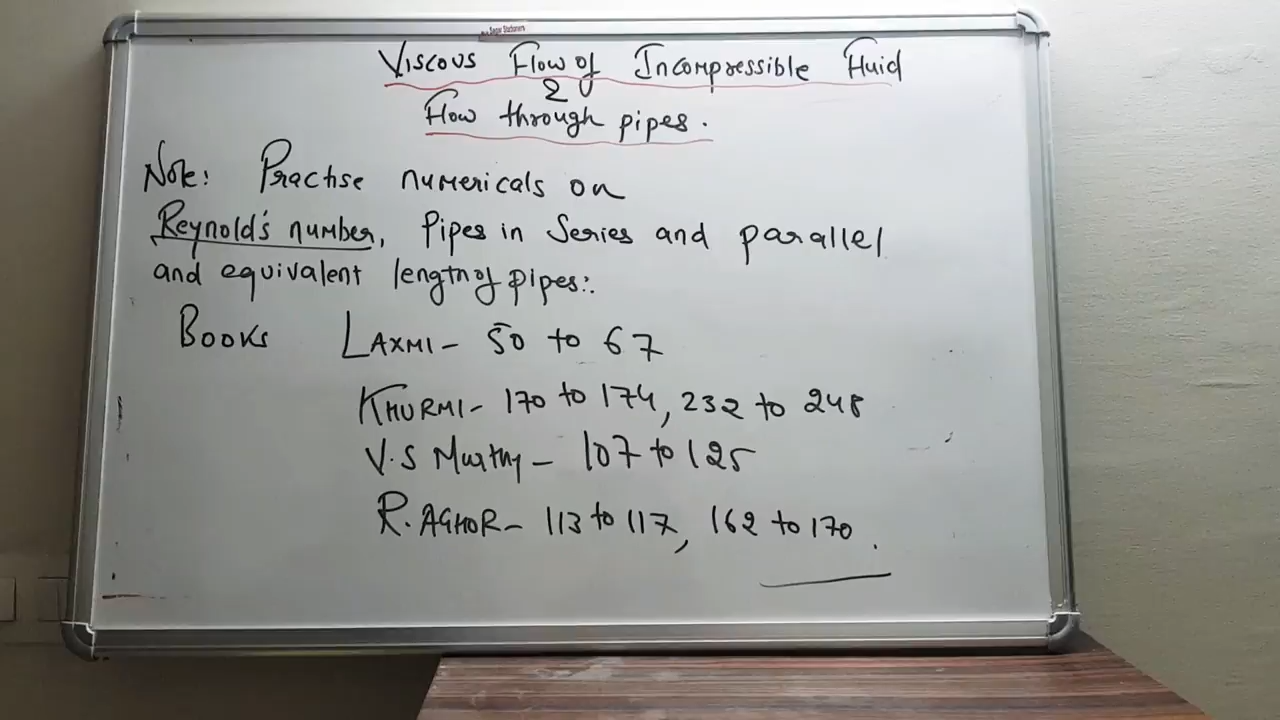 Sagar Stationers
Viscous Flow of Incompressible Fluid
&
Flow through pipes.
Note: Practise numericals on
Reynold's number, Pipes in Series and parallel
and equivalent length of pipes:.
Books LAXMI - 50 to 67
KHURMI - 170 to 174, 232 to 248
V.S Murthy - 107 to 125
R. AGHOR - 113 to 117, 162 to 170.